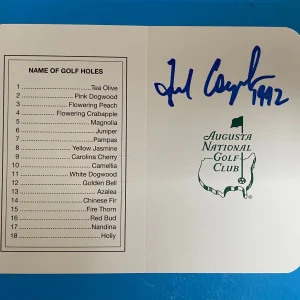 NAME OF GOLF HOLES
1 ........ Tea Olive
2 ........ Pink Dogwood
3 ........ Flowering Peach
4 ........ Flowering Crabapple
5 ........ Magnolia
6 ........ Juniper
7 ........ Pampas
8 ........ Yellow Jasmine
9 ........ Carolina Cherry
10 ........ Camellia
11 ........ White Dogwood
12 ........ Golden Bell
13 ........ Azalea
14 ........ Chinese Fir
15 ........ Fire Thorn
16 ........ Red Bud
17 ........ Nandina
18 ........ Holly
1992
AUGUSTA
NATIONAL
GOLF
CLUB